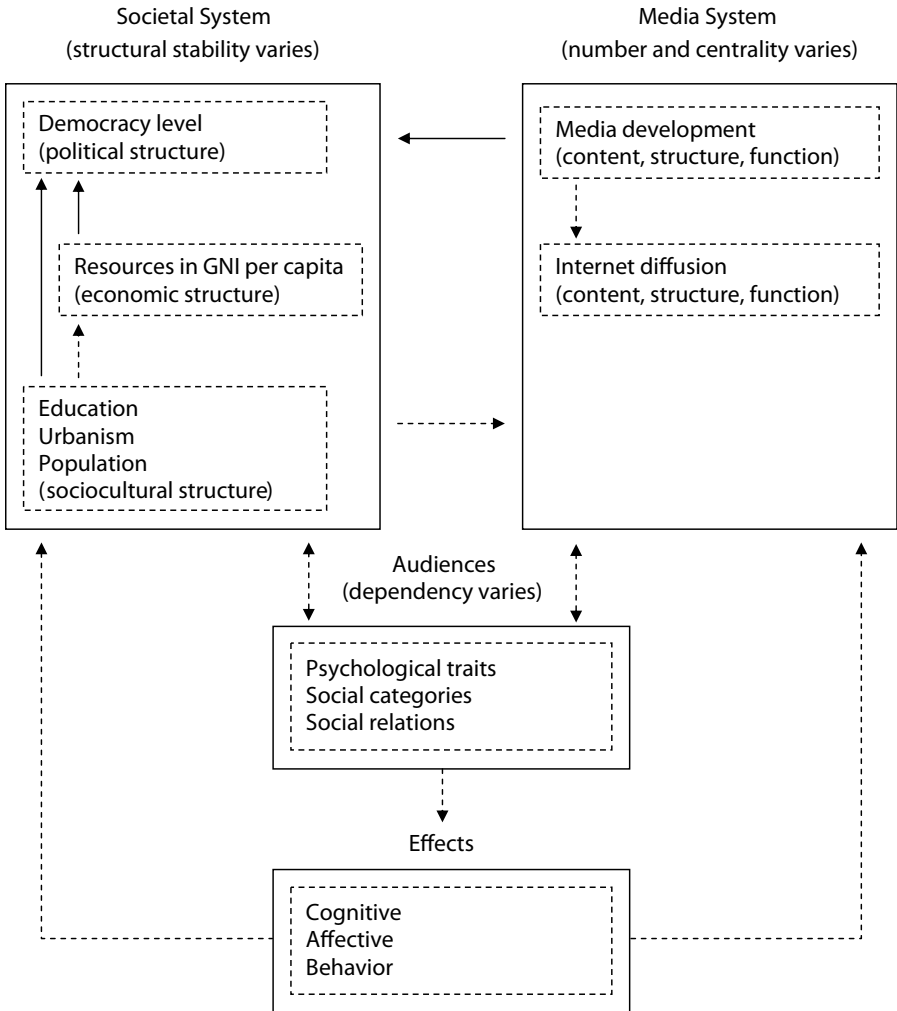 Societal System
(structural stability varies)
Media System
(number and centrality varies)
Democracy level
(political structure)
Resources in GNI per capita
(economic structure)
Education
Urbanism
Population
(sociocultural structure)
Media development
(content, structure, function)
Internet diffusion
(content, structure, function)
Audiences
(dependency varies)
Psychological traits
Social categories
Social relations
Effects
Cognitive
Affective
Behavior